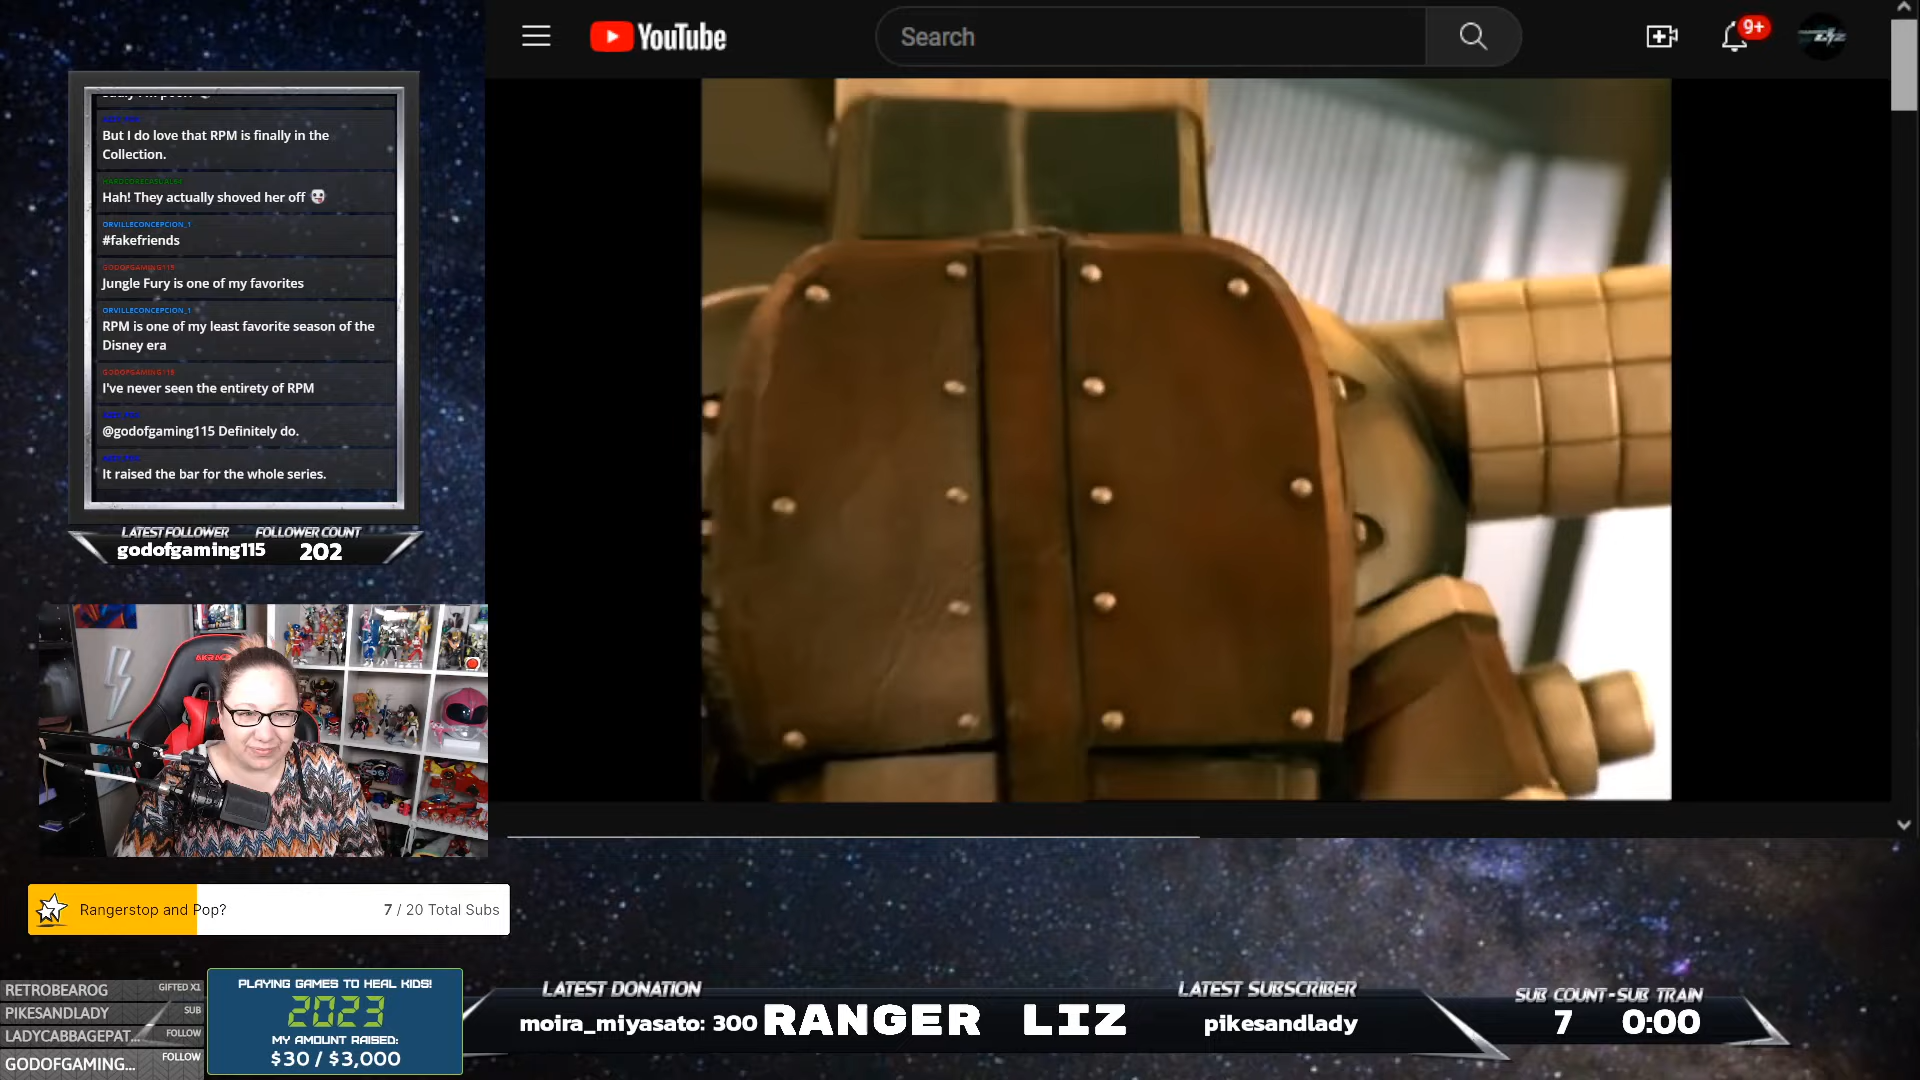 YouTube
Search
9+
But I do love that RPM is finally in the
Collection.
Hah! They actually shoved her off
ORVILLECONCEPCION_1
#fakefriends
GODOFGAMING115
Jungle Fury is one of my favorites
ORVILLECONCEPCION_1
RPM is one of my least favorite season of the
Disney era
GODOFGAMING115
I've never seen the entirety of RPM
@godofgaming115 Definitely do.
It raised the bar for the whole series.
LATEST FOLLOWER FOLLOWER COUNT
godofgaming115 202
Rangerstop and Pop? 7 / 20 Total Subs
RETROBEAROG GIFTED X1
PIKESANDLADY SUB
LADYCABBAGEPAT... FOLLOW
GODOFGAMING... FOLLOW
PLAYING GAMES TO HEAL KIDS!
2023
MY AMOUNT RAISED:
$30 / $3,000
LATEST DONATION
moira_miyasato: 300
RANGER LIZ
LATEST SUBSCRIBER
pikesandlady
SUB COUNT-SUB TRAIN
7 0:00